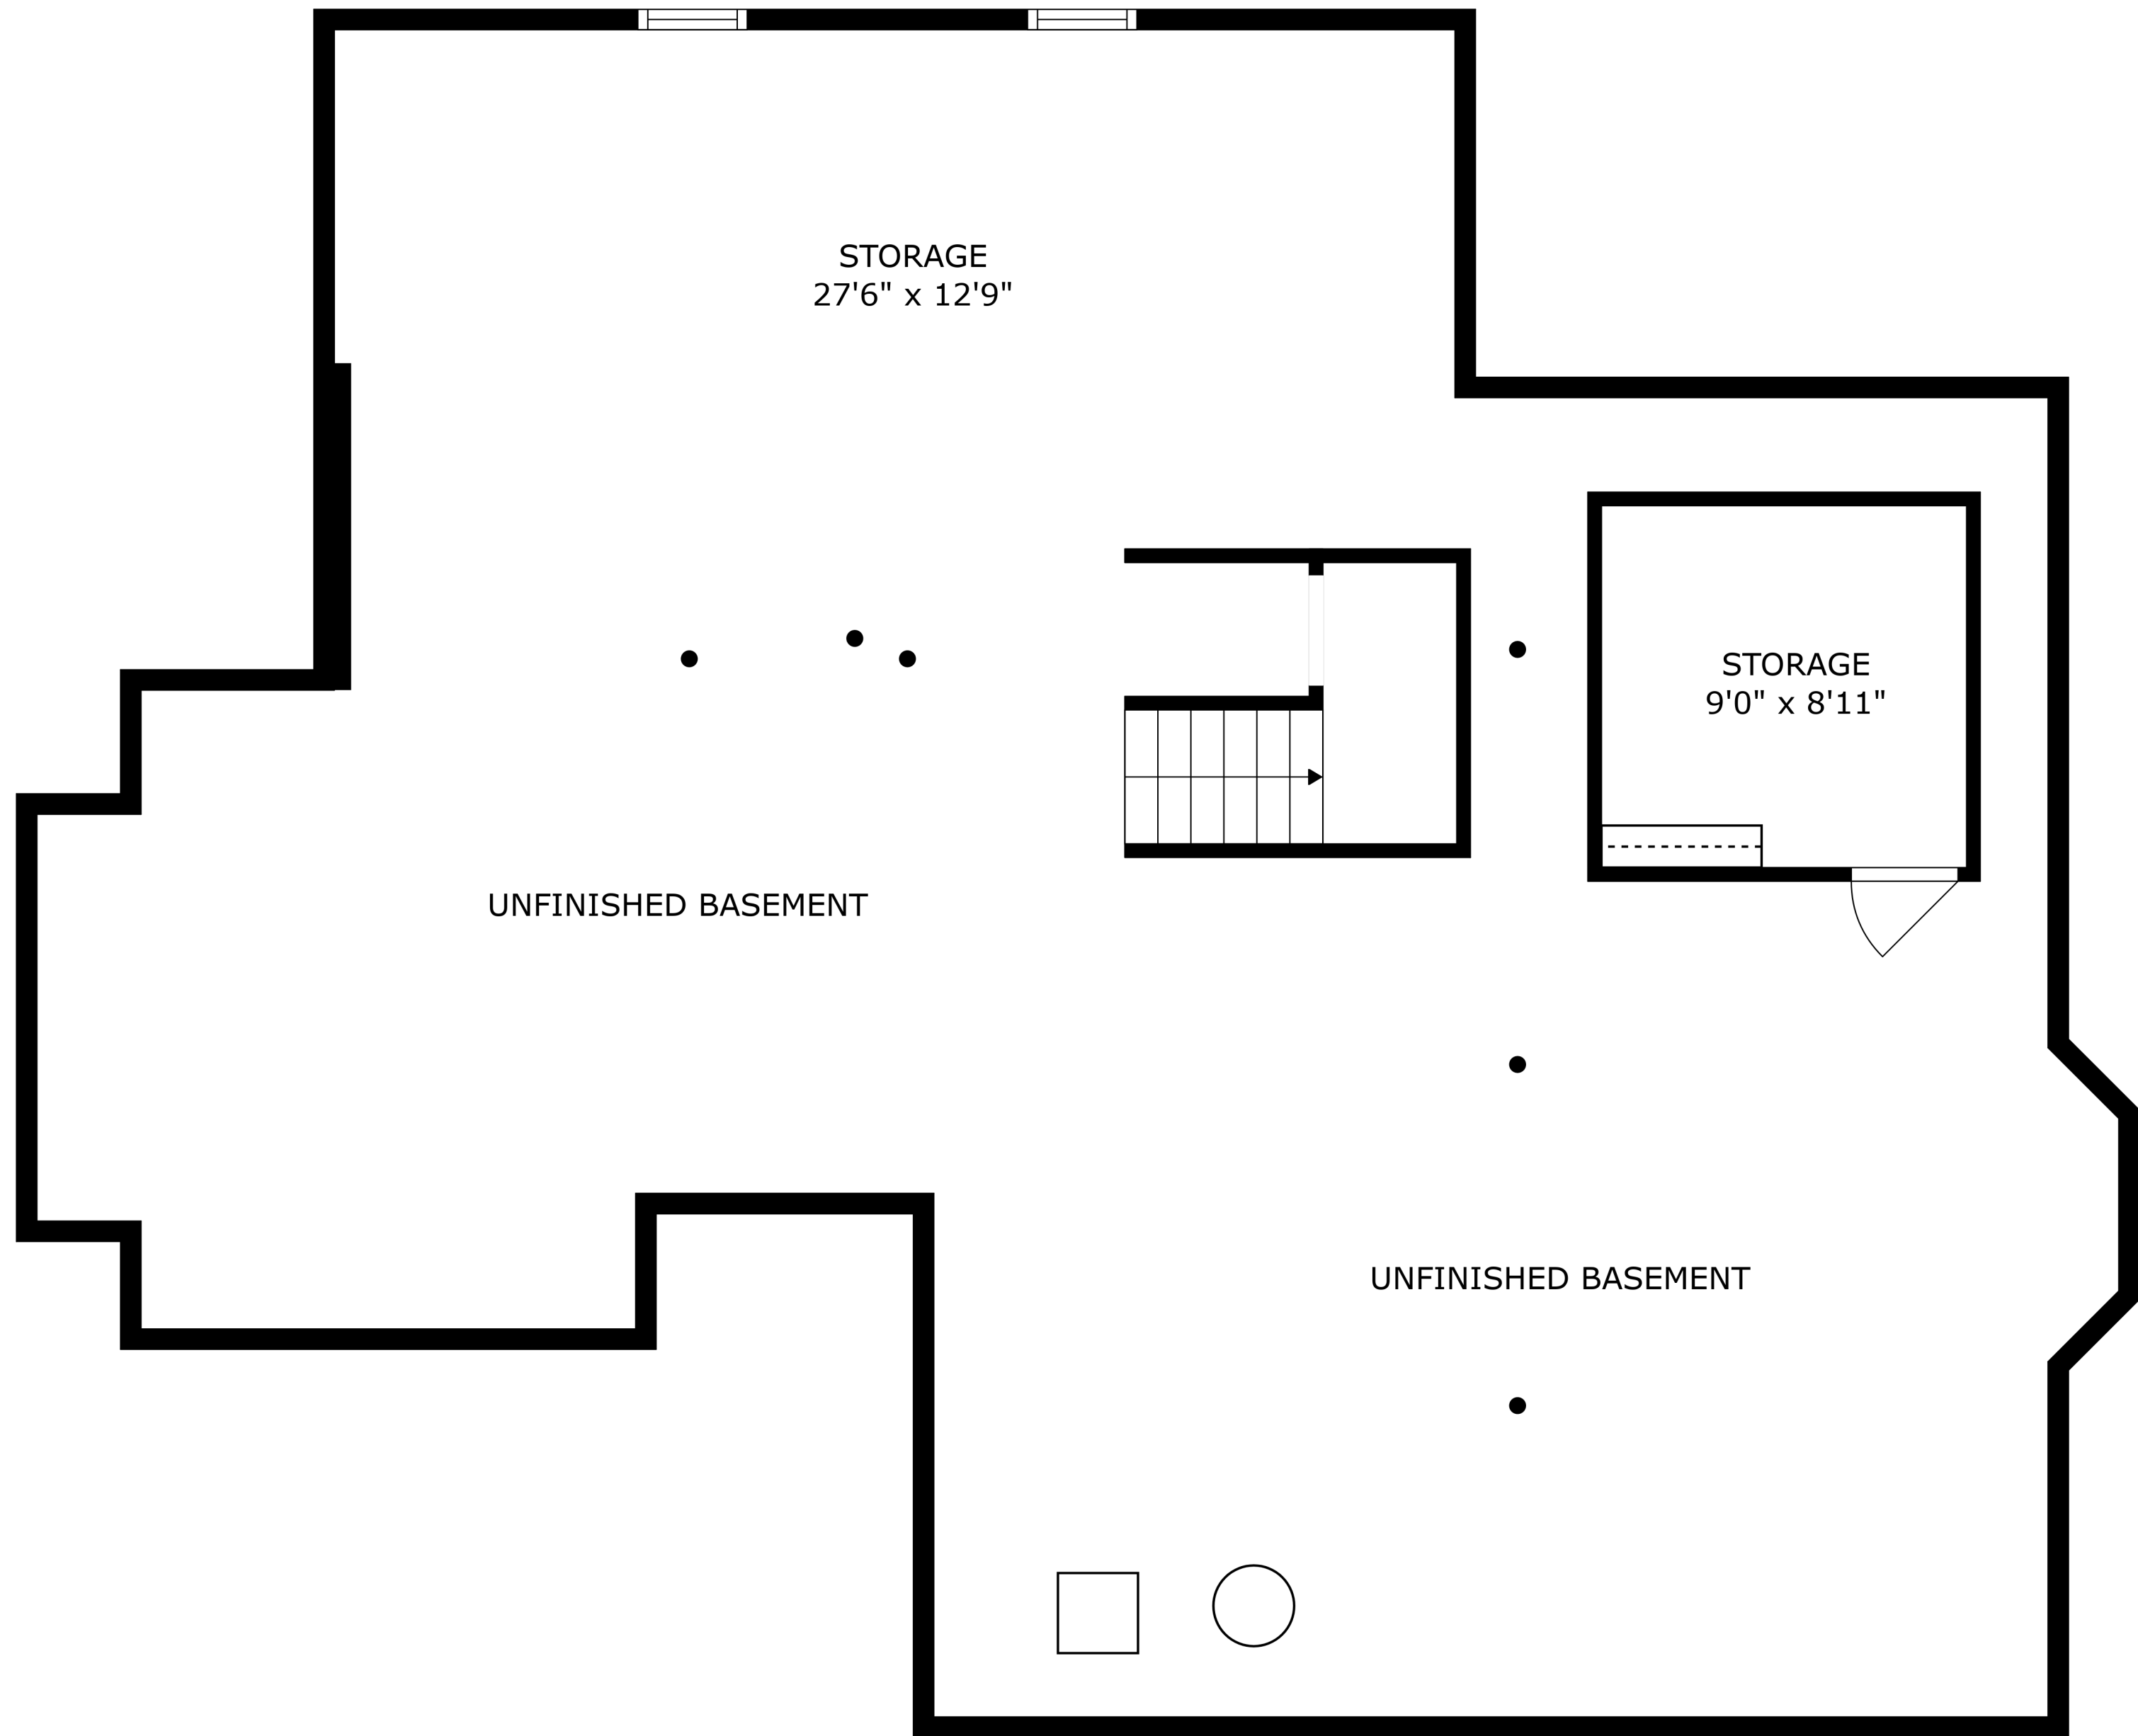 STORAGE
27'6" x 12'9"
STORAGE
9'0" x 8'11"
UNFINISHED BASEMENT
UNFINISHED BASEMENT